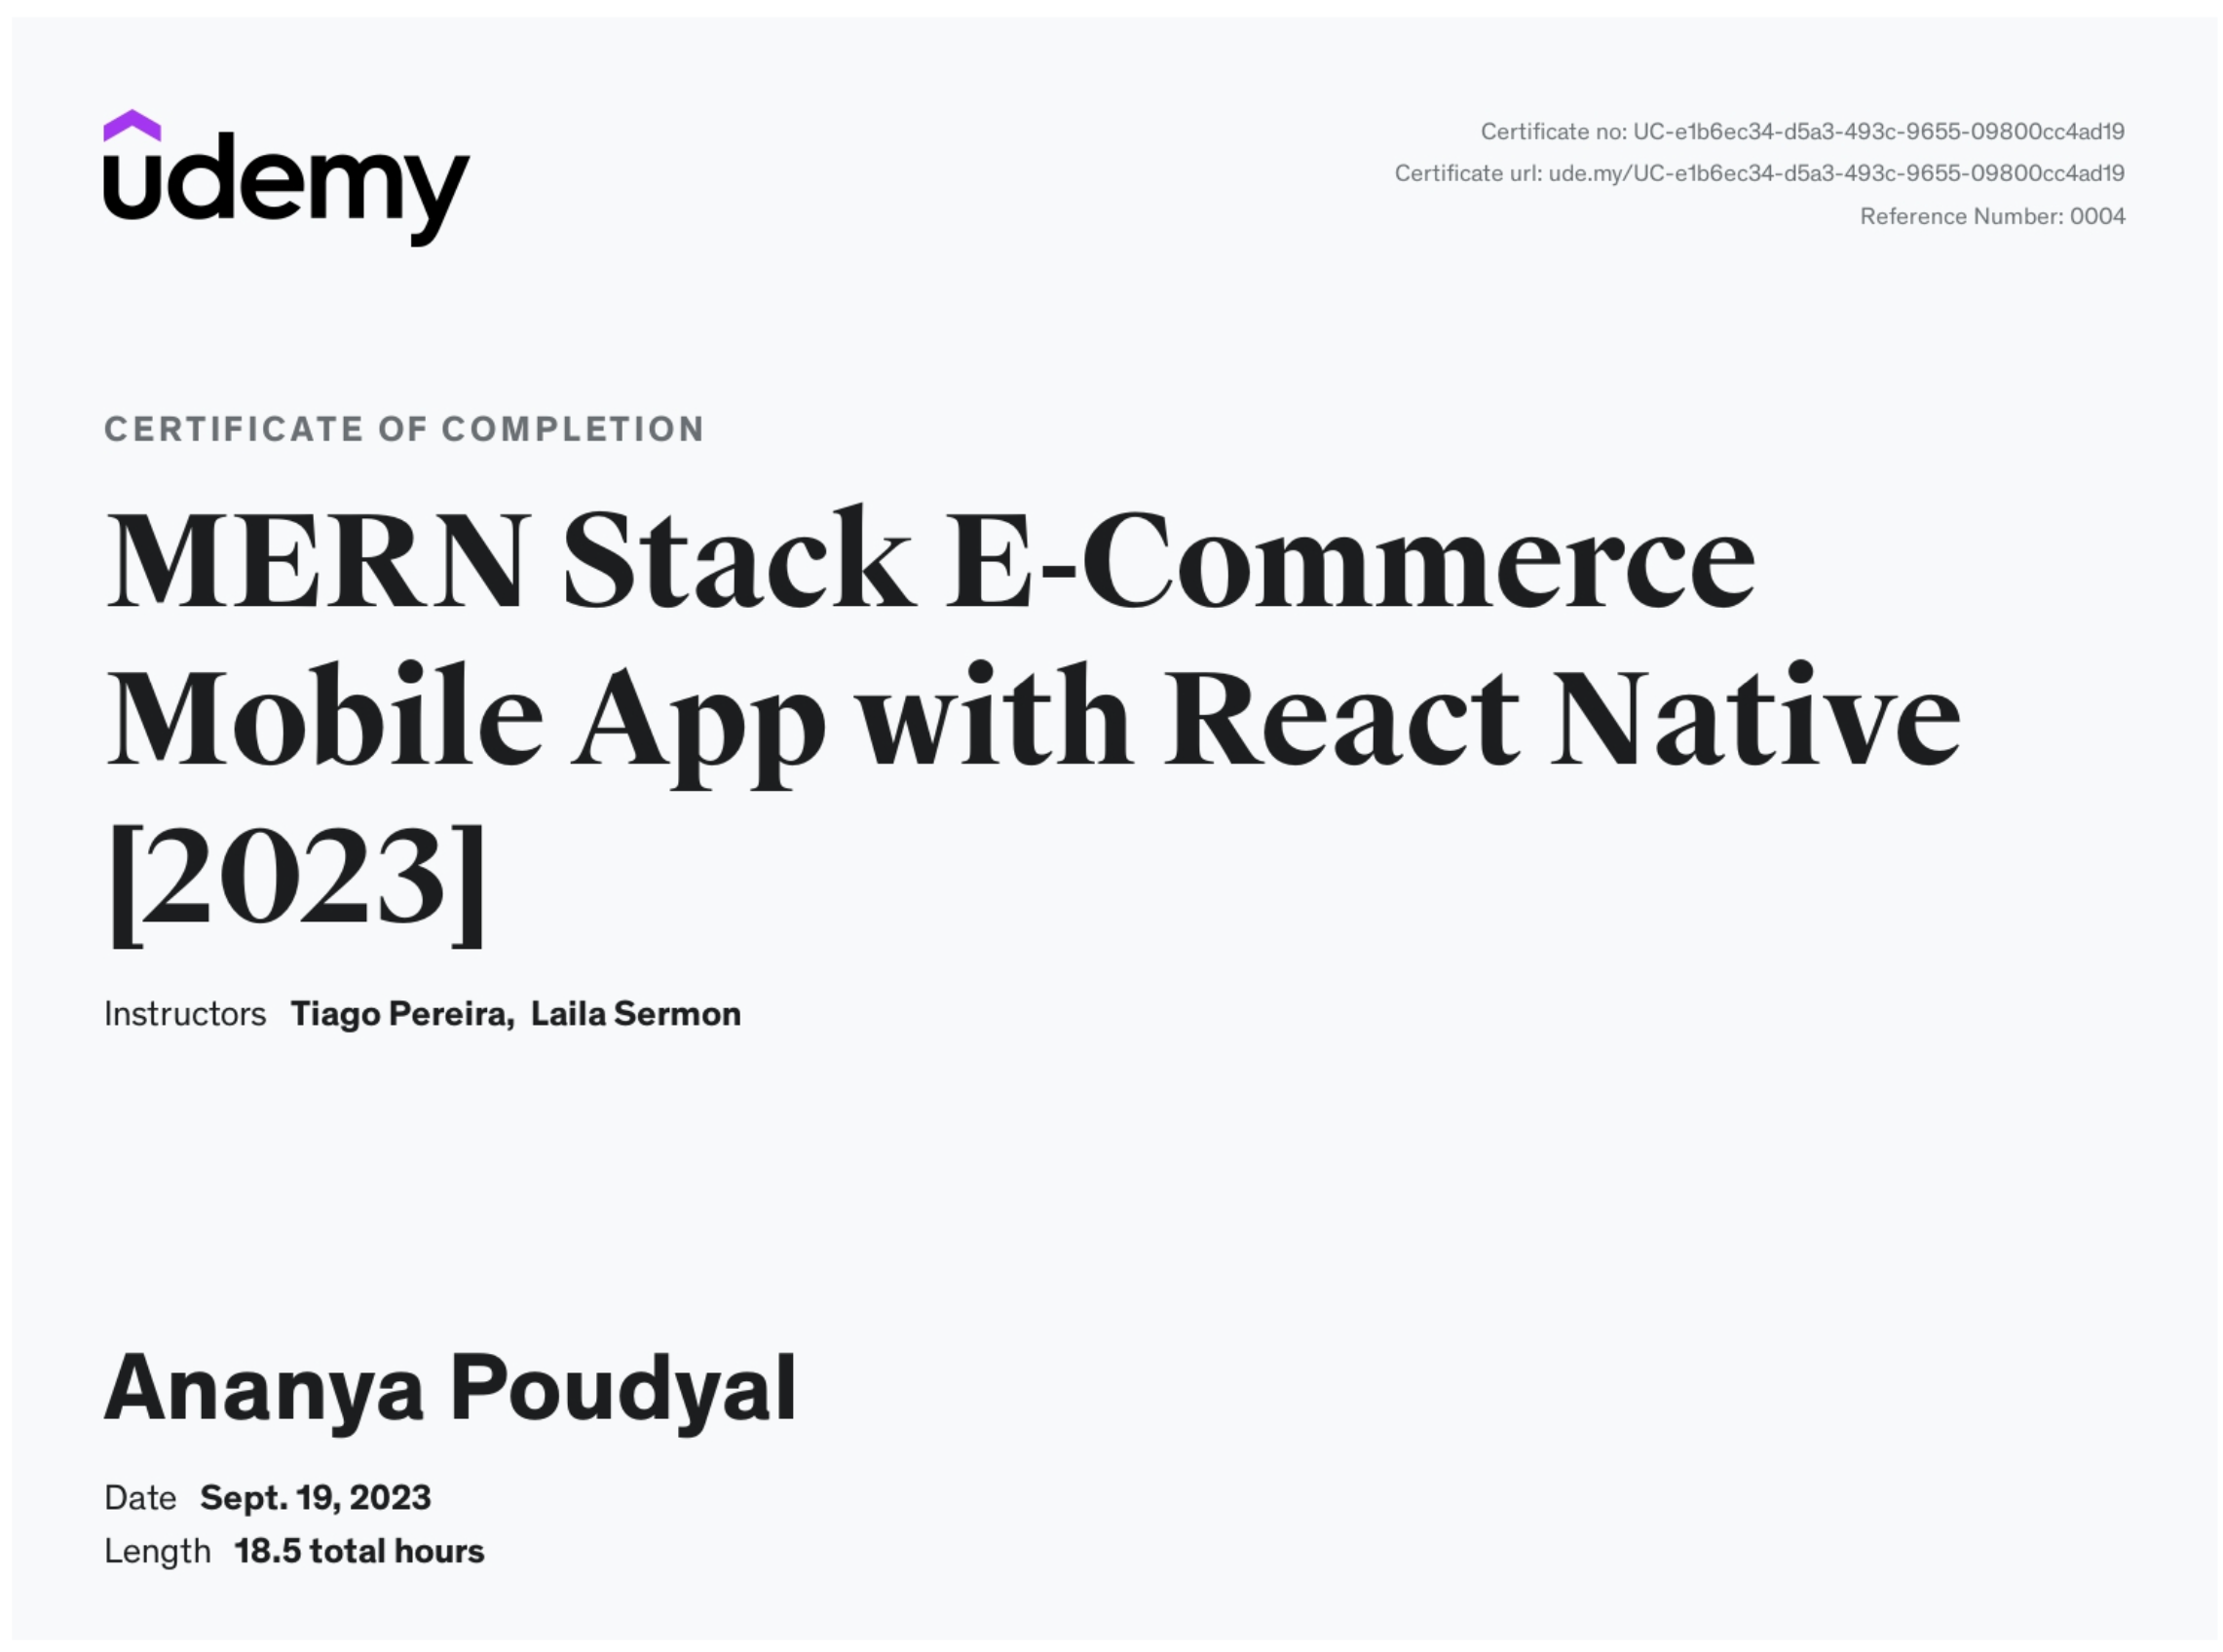 udemy
Certificate no: UC-e1b6ec34-d5a3-493c-9655-09800cc4ad19
Certificate url: ude.my/UC-e1b6ec34-d5a3-493c-9655-09800cc4ad19
Reference Number: 0004
CERTIFICATE OF COMPLETION
MERN Stack E-Commerce
Mobile App with React Native
[2023]
Instructors Tiago Pereira, Laila Sermon
Ananya Poudyal
Date Sept. 19, 2023
Length 18.5 total hours